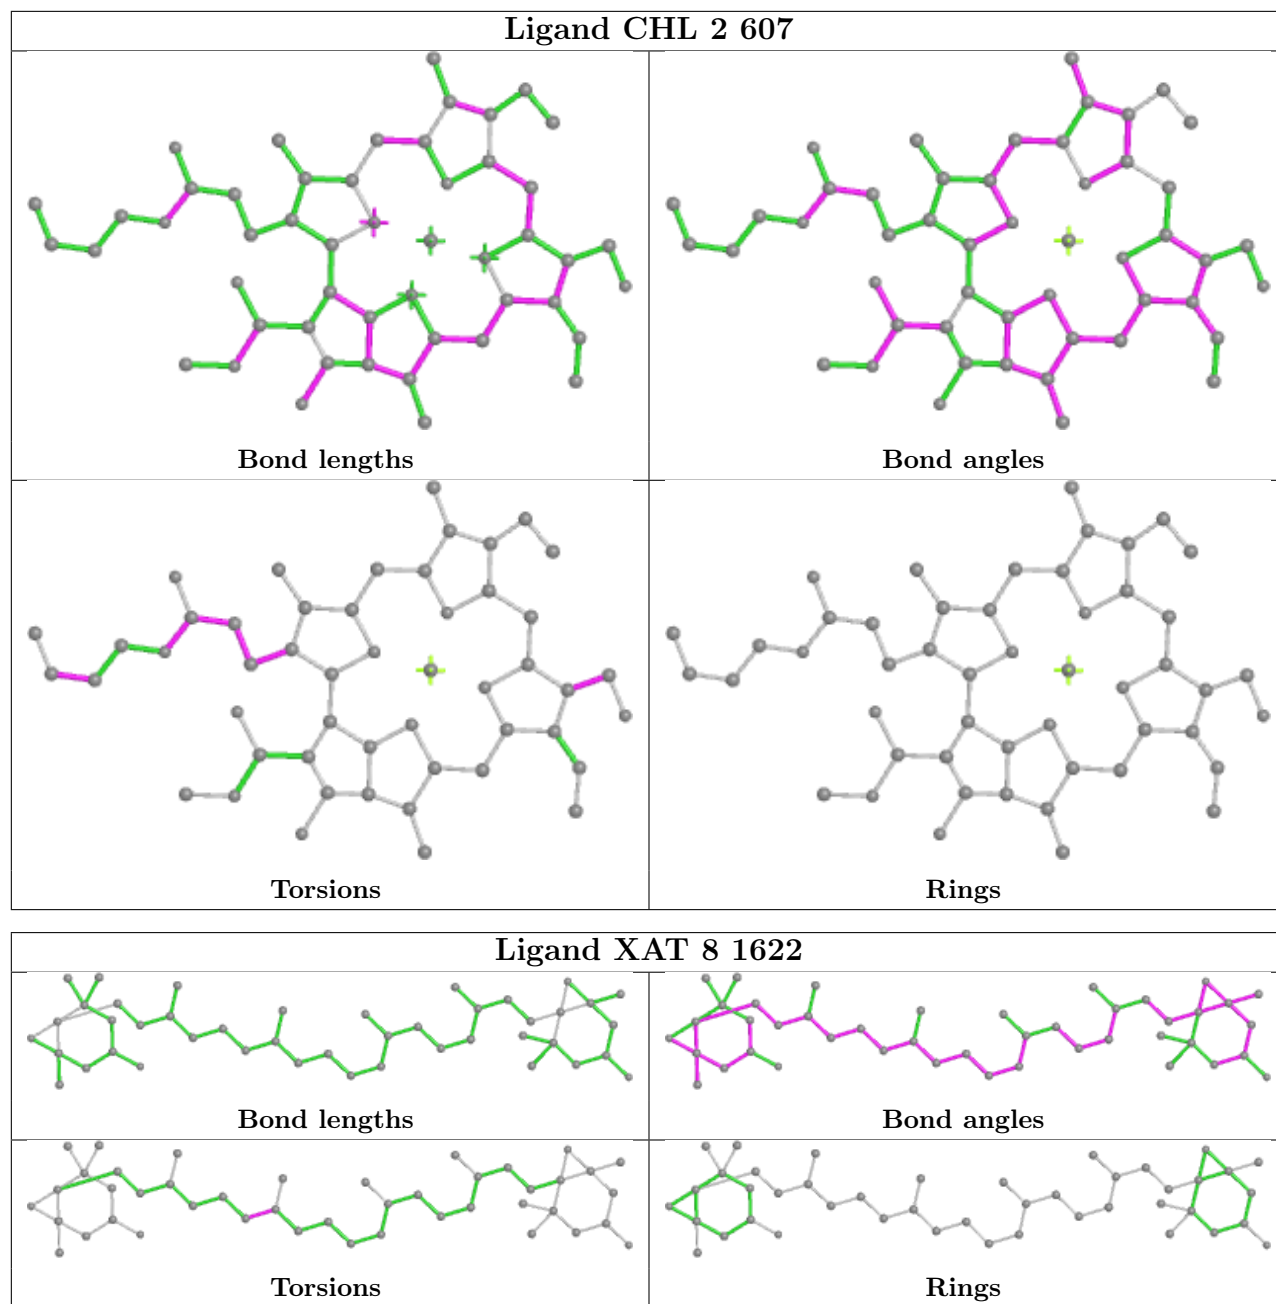 Ligand CHL 2 607
Bond lengths
Bond angles
Torsions
Rings
Ligand XAT 8 1622
Bond lengths
Bond angles
Torsions
Rings